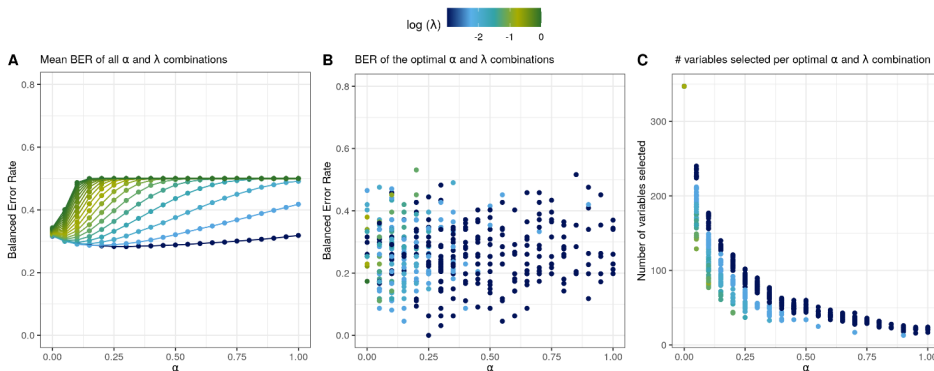 log (λ)
-2 -1 0
A Mean BER of all α and λ combinations
0.8
0.6
0.4
0.2
0.0
Balanced Error Rate
0.00 0.25 0.50 0.75 1.00
α
B BER of the optimal α and λ combinations
0.8
0.6
0.4
0.2
0.0
Balanced Error Rate
0.00 0.25 0.50 0.75 1.00
α
C # variables selected per optimal α and λ combination
300
200
100
0
Number of variables selected
0.00 0.25 0.50 0.75 1.00
α